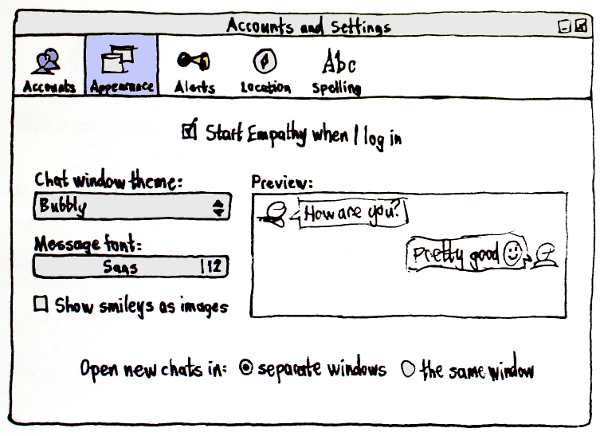 Accounts and Settings
Accounts Appearance Alerts Location Spelling
Abc
Start Empathy when I log in
Chat window theme:
Bubbly
Message font:
Sans 12
Show smileys as images
Preview:
How are you?
Pretty good
Open new chats in: separate windows the same window